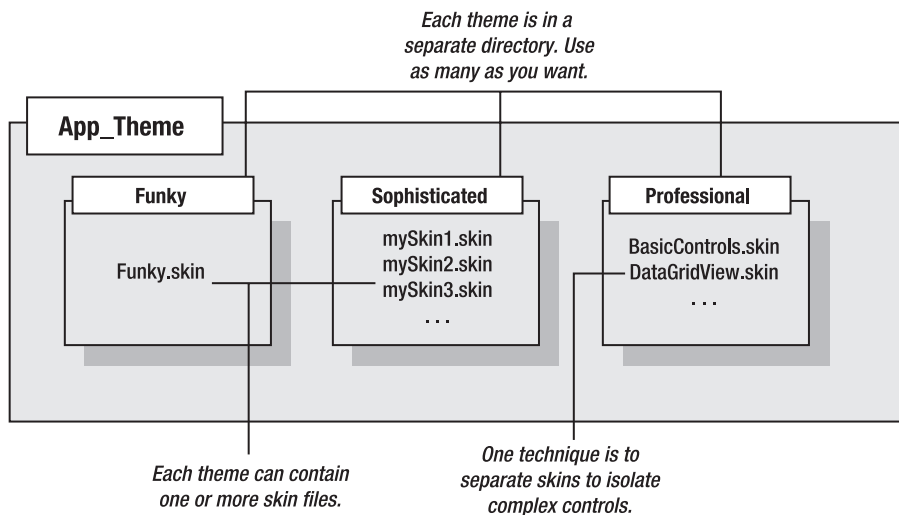 Each theme is in a
separate directory. Use
as many as you want.
App_Theme
Funky
Funky.skin
Sophisticated
mySkin1.skin
mySkin2.skin
mySkin3.skin
...
Professional
BasicControls.skin
DataGridView.skin
...
Each theme can contain
one or more skin files.
One technique is to
separate skins to isolate
complex controls.